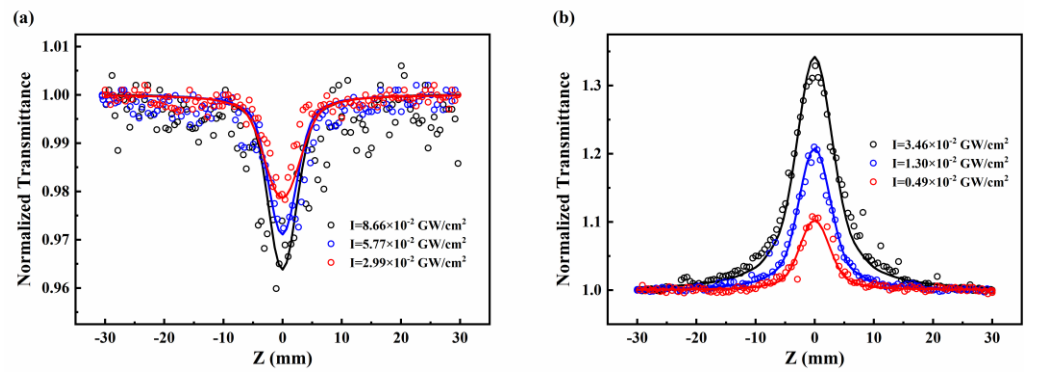 (a)
1.01
1.00
0.99
0.98
0.97
0.96
Normalized Transmittance
I=8.66×10⁻² GW/cm²
I=5.77×10⁻² GW/cm²
I=2.99×10⁻² GW/cm²
-30 -20 -10 0 10 20 30
Z (mm)
(b)
1.3
1.2
1.1
1.0
Normalized Transmittance
I=3.46×10⁻² GW/cm²
I=1.30×10⁻² GW/cm²
I=0.49×10⁻² GW/cm²
-30 -20 -10 0 10 20 30
Z (mm)